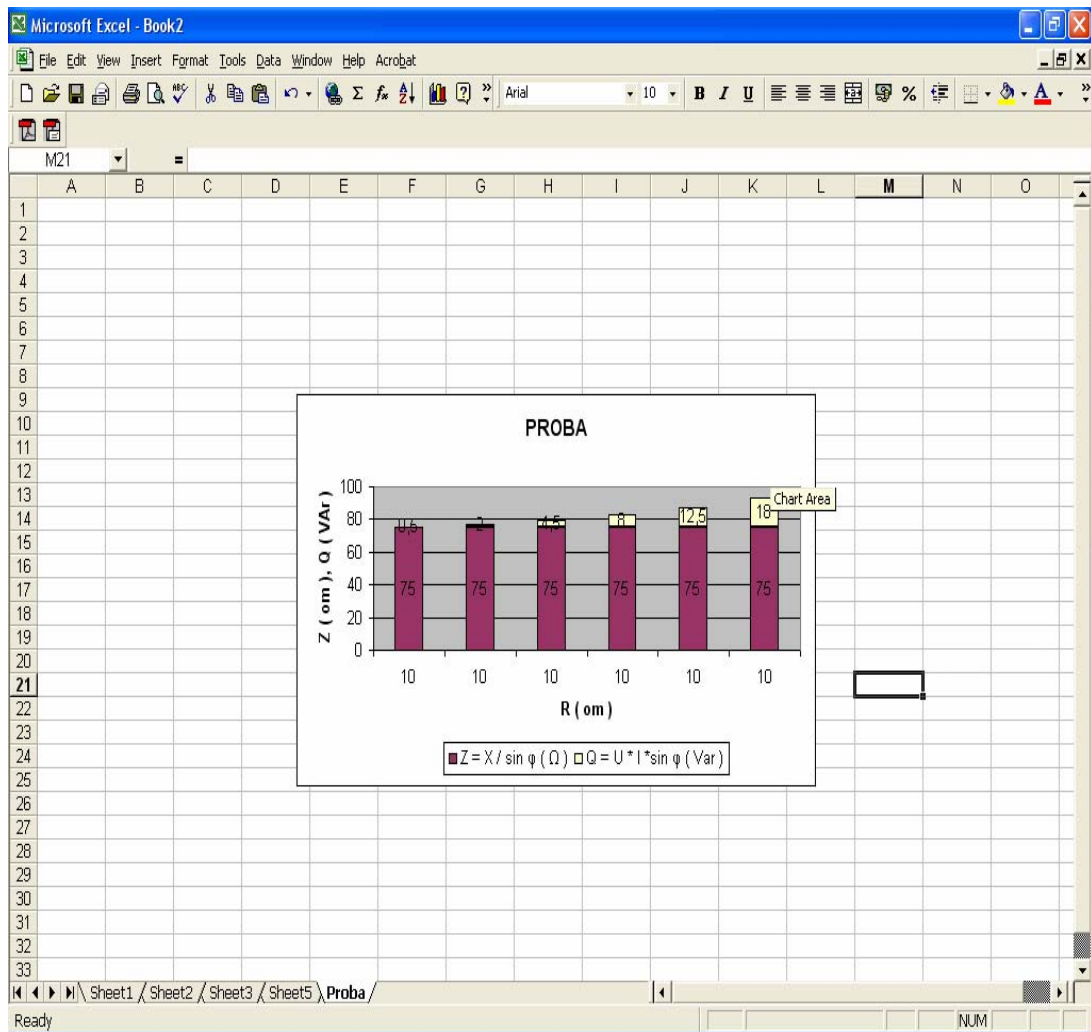 Microsoft Excel - Book2
File Edit View Insert Format Tools Data Window Help Acrobat
Arial 10 B I U %
M21 =
A B C D E F G H I J K L M N O
1
2
3
4
5
6
7
8
9
10
11
12
13
14
15
16
17
18
19
20
21
22
23
24
25
26
27
28
29
30
31
32
33
PROBA
Z ( om ), Q ( VAr )
100
80
60
40
20
0
0,5 2 4,5 8 12,5 18
Chart Area
75 75 75 75 75 75
10 10 10 10 10 10
R ( om )
Z = X / sin φ ( Ω ) Q = U * I *sin φ ( Var )
Sheet1 / Sheet2 / Sheet3 / Sheet5 \ Proba /
Ready NUM